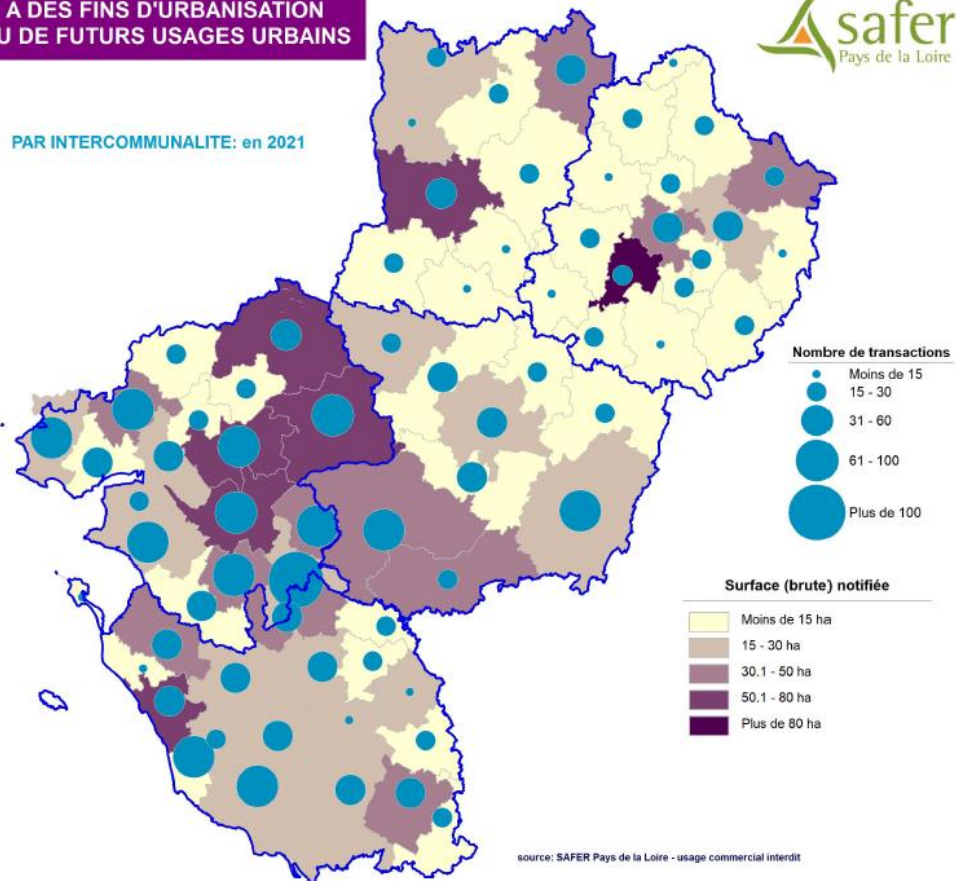 A DES FINS D'URBANISATION
DE FUTURS USAGES URBAINS
safer
Pays de la Loire
PAR INTERCOMMUNALITE: en 2021
Nombre de transactions
Moins de 15
15 - 30
31 - 60
61 - 100
Plus de 100
Surface (brute) notifiée
Moins de 15 ha
15 - 30 ha
30.1 - 50 ha
50.1 - 80 ha
Plus de 80 ha
source: SAFER Pays de la Loire - usage commercial interdit